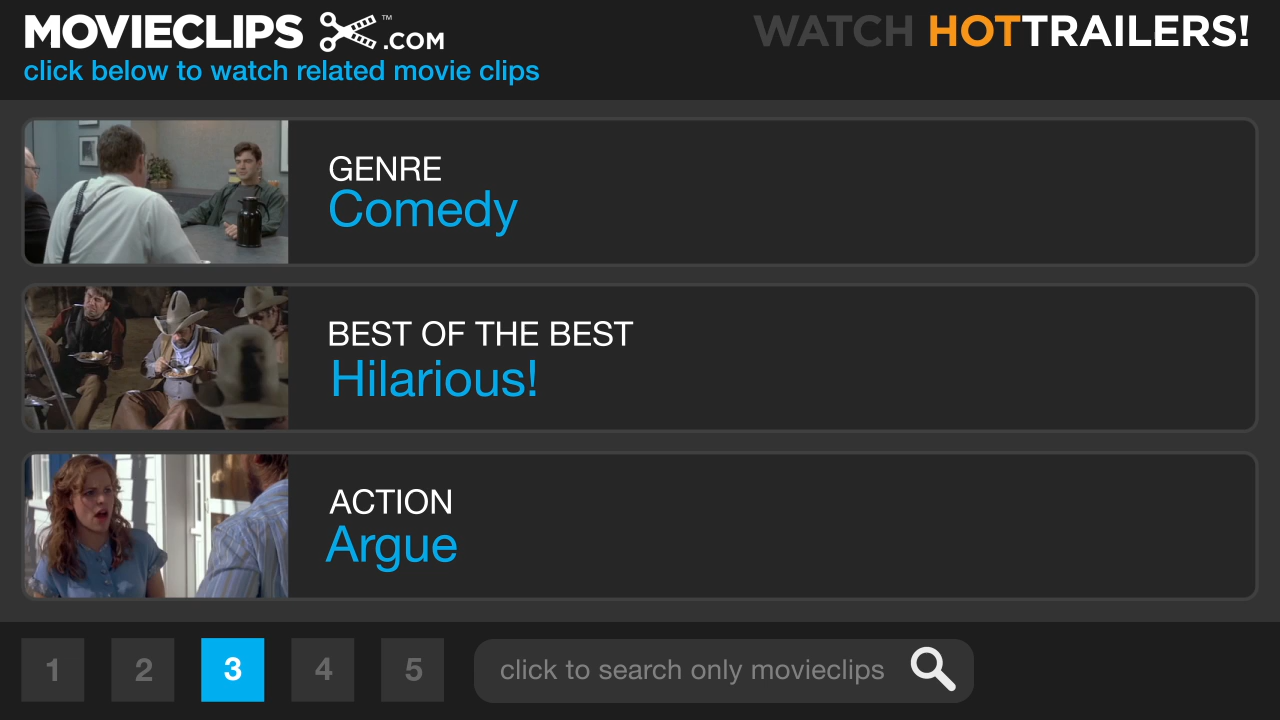 MOVIECLIPS ™ .COM
WATCH HOTTRAILERS!
click below to watch related movie clips
GENRE
Comedy
BEST OF THE BEST
Hilarious!
ACTION
Argue
1 2 3 4 5 click to search only movieclips